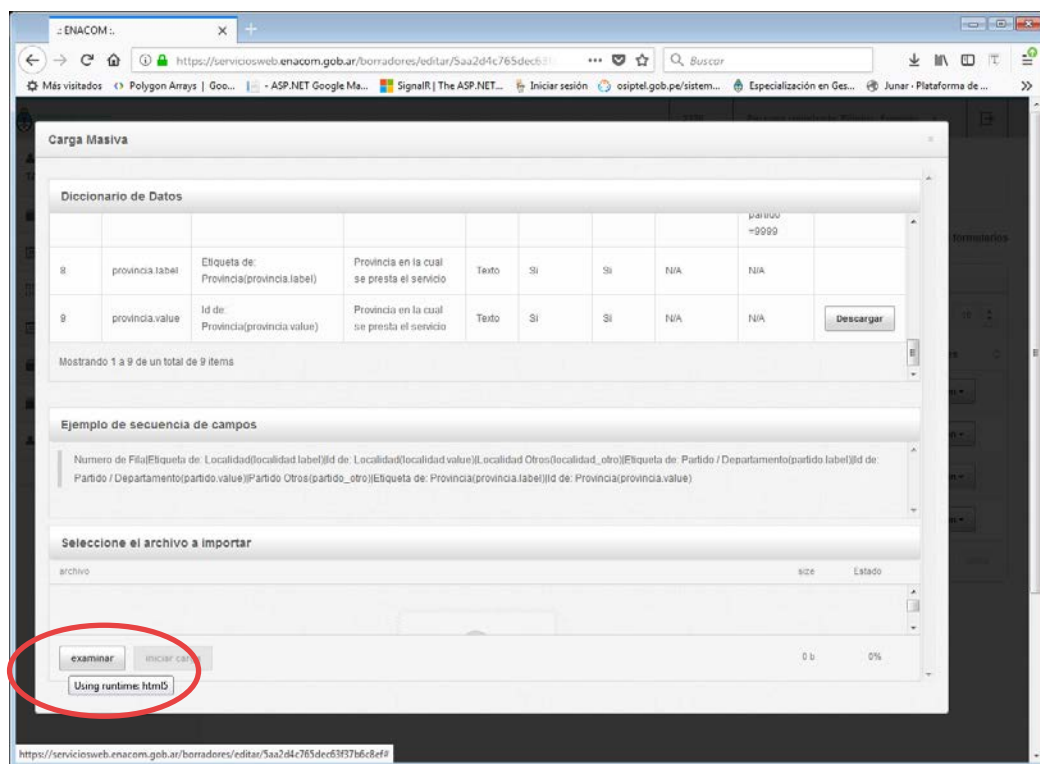 .: ENACOM :.
https://serviciosweb.enacom.gob.ar/borradores/editar/5aa2d4c765dec63f
Buscar
Más visitados
Polygon Arrays | Goo...
- ASP.NET Google Ma...
SignalR | The ASP.NET...
Iniciar sesión
osiptel.gob.pe/sistem...
Especialización en Ges...
Junar · Plataforma de ...
Carga Masiva
Diccionario de Datos
partido
=9999
8 provincia.label Etiqueta de: Provincia en la cual Texto Si Si N/A N/A
Provincia(provincia.label) se presta el servicio
9 provincia.value Id de: Provincia en la cual Texto Si Si N/A N/A Descargar
Provincia(provincia.value) se presta el servicio
Mostrando 1 a 9 de un total de 9 items
formularios
10
Ejemplo de secuencia de campos
Numero de Fila|Etiqueta de: Localidad(localidad.label)|Id de: Localidad(localidad.value)|Localidad Otros(localidad_otro)|Etiqueta de: Partido / Departamento(partido.label)|Id de:
Partido / Departamento(partido.value)|Partido Otros(partido_otro)|Etiqueta de: Provincia(provincia.label)|Id de: Provincia(provincia.value)
Seleccione el archivo a importar
archivo size Estado
examinar iniciar carga 0 b 0%
Using runtime: html5
https://serviciosweb.enacom.gob.ar/borradores/editar/5aa2d4c765dec63f37b6c8ef#